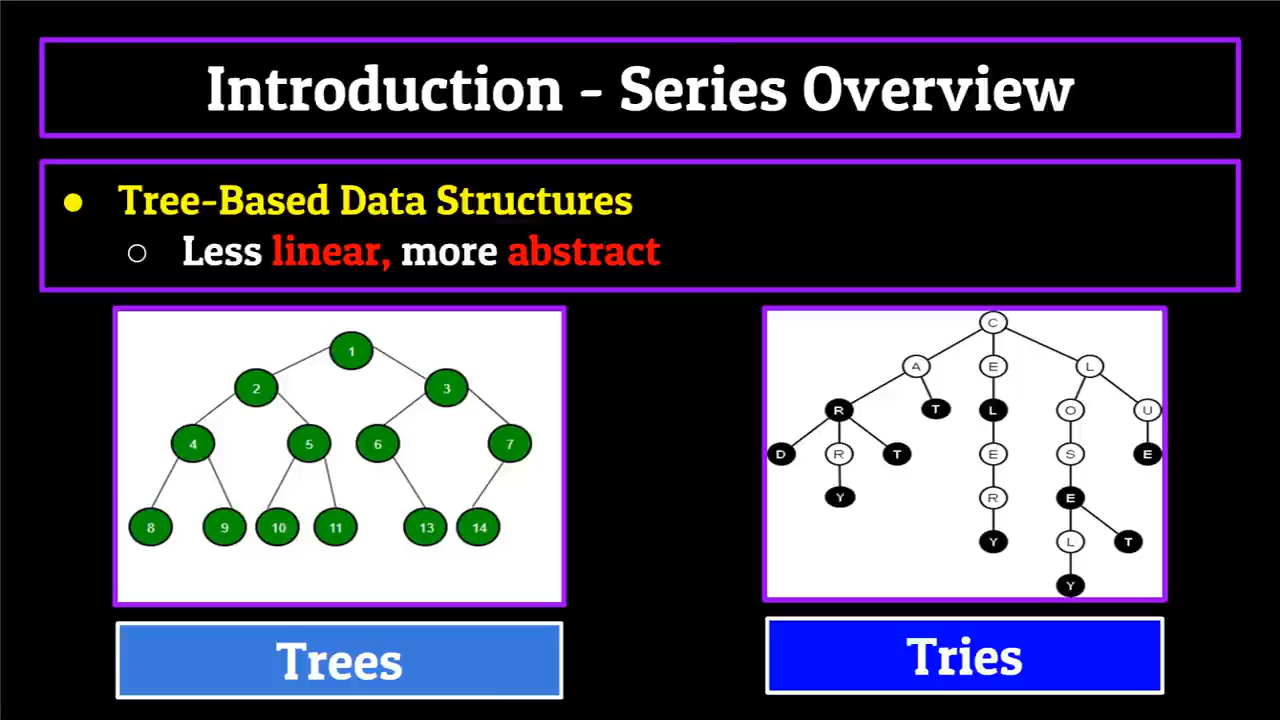 Introduction - Series Overview
● Tree-Based Data Structures
○ Less linear, more abstract
1
2 3
4 5 6 7
8 9 10 11 13 14
C
A E L
R T L O U
D R T E S E
Y R E
Y L T
Y
Trees
Tries